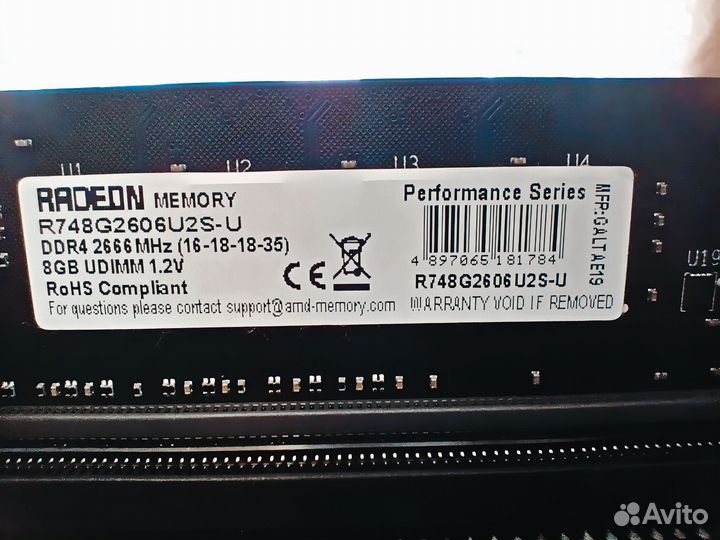 U1 U2 U3 U4
RADEON MEMORY
R748G2606U2S-U
DDR4 2666 MHz (16-18-18-35)
8GB UDIMM 1.2V
RoHS Compliant
For questions please contact support@amd-memory.com
CE
Performance Series
4 897065 181784
R748G2606U2S-U
WARRANTY VOID IF REMOVED
MFR:GALTAE19
U19
Avito